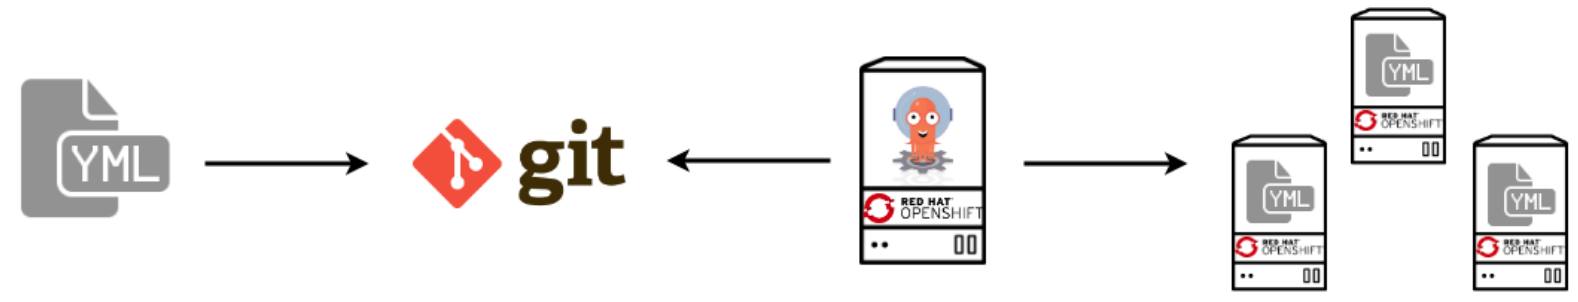 YML
git
RED HAT
OPENSHIFT
YML
RED HAT
OPENSHIFT
YML
RED HAT
OPENSHIFT
YML
RED HAT
OPENSHIFT